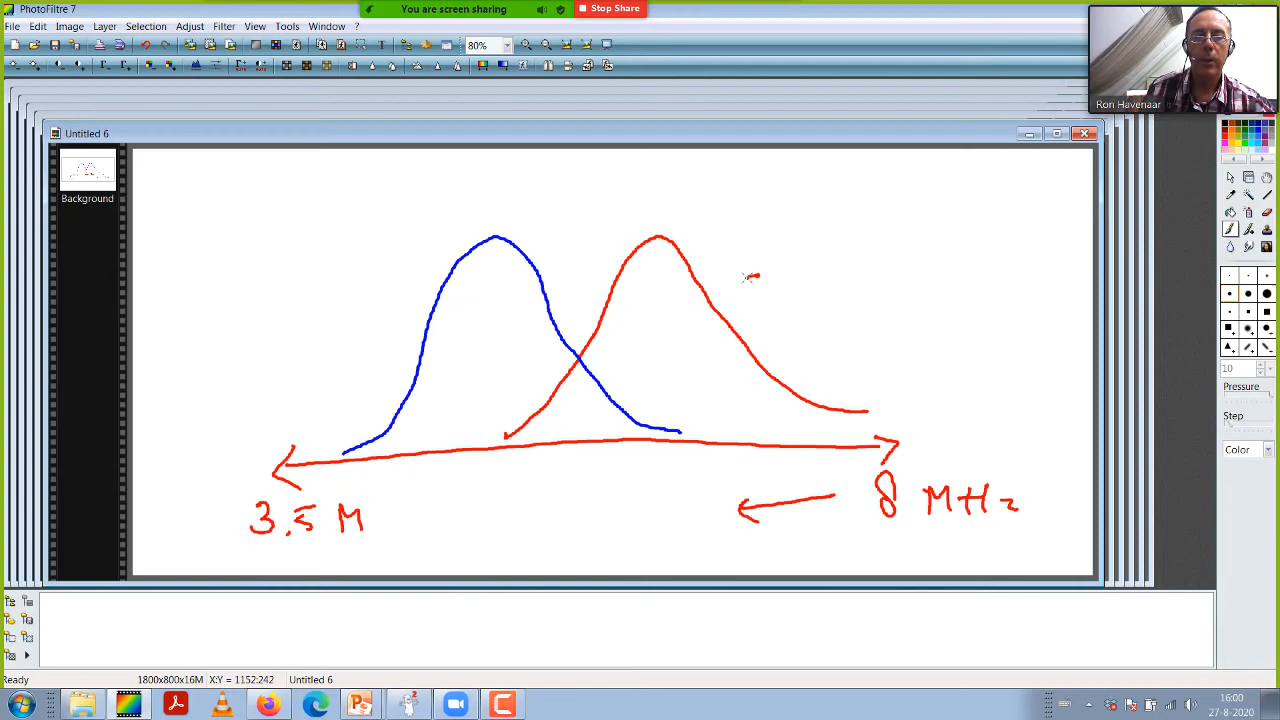 PhotoFiltre 7
You are screen sharing
Stop Share
File Edit Image Layer Selection Adjust Filter View Tools Window ?
80%
Ron Havenaar
Untitled 6
Background
3.5 M
8 MHz
10
Pressure
Step
Color
Ready
1800x800x16M
X:Y = 1152:242
Untitled 6
2
16:00
27-8-2020